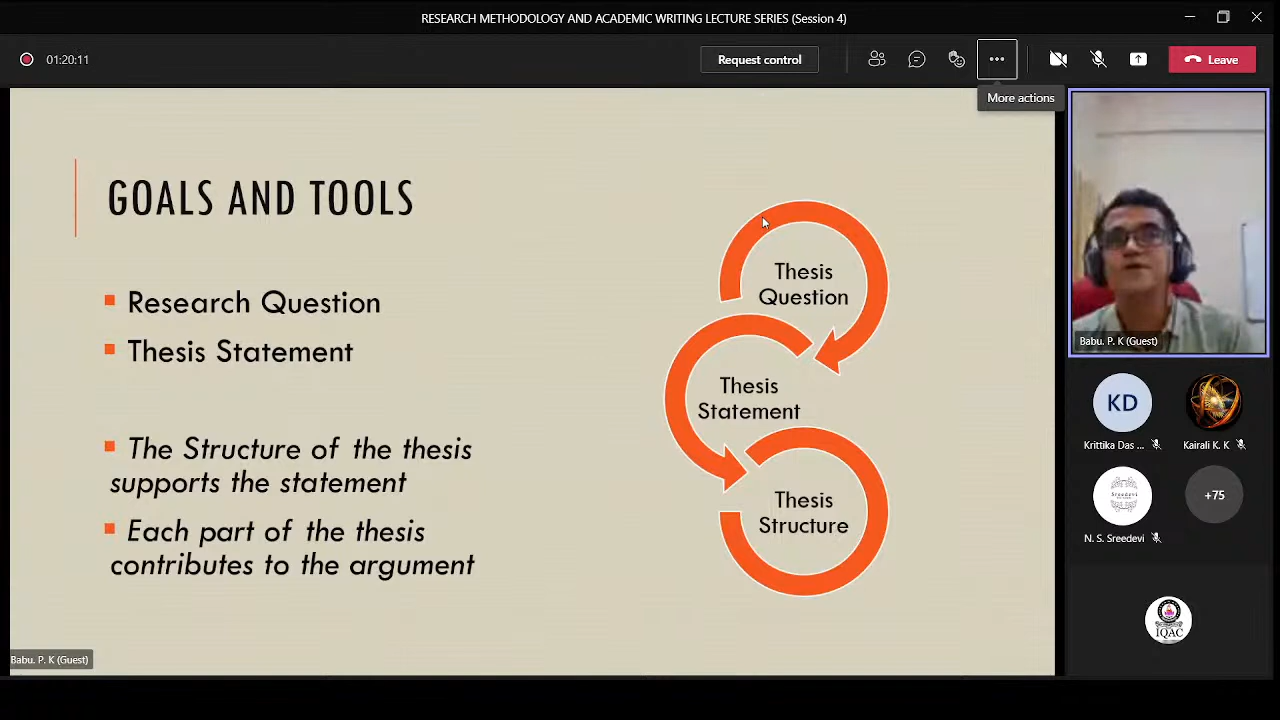 RESEARCH METHODOLOGY AND ACADEMIC WRITING LECTURE SERIES (Session 4)
01:20:11
Request control
Leave
More actions
GOALS AND TOOLS
Research Question
Thesis Statement
The Structure of the thesis
supports the statement
Each part of the thesis
contributes to the argument
Thesis
Question
Thesis
Statement
Thesis
Structure
Babu. P. K (Guest)
Babu. P. K (Guest)
KD
Krittika Das ...
Kairali K. K
Sreedevi
N. S. Sreedevi
+75
IQAC